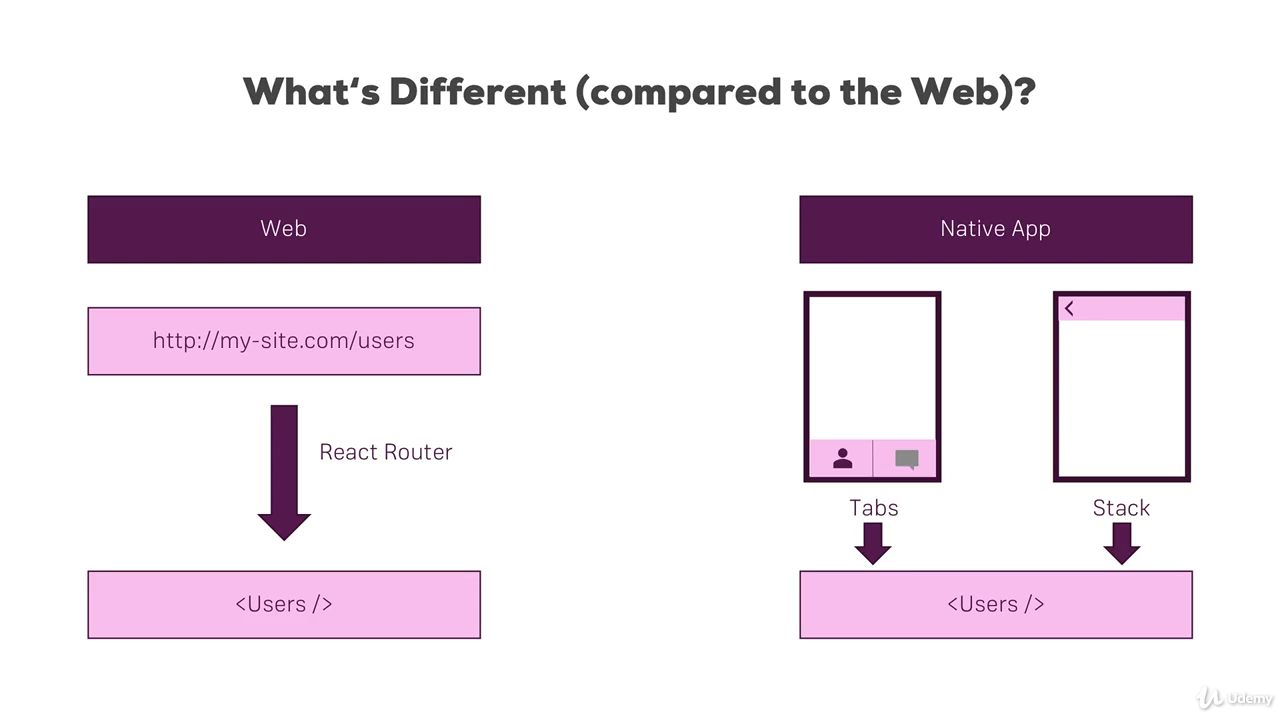 What‘s Different (compared to the Web)?
Web
http://my-site.com/users
React Router
<Users />
Native App
Tabs
Stack
<Users />
Udemy